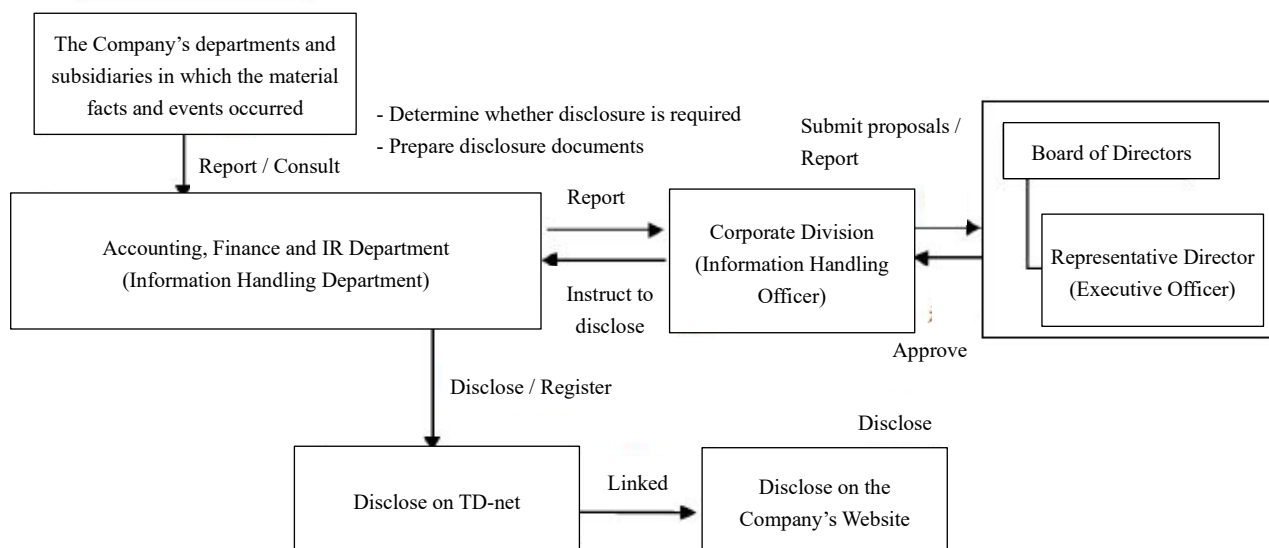 The Company’s departments and
subsidiaries in which the material
facts and events occurred
- Determine whether disclosure is required
- Prepare disclosure documents
Submit proposals /
Report
Board of Directors
Report / Consult
Report
Accounting, Finance and IR Department
(Information Handling Department)
Corporate Division
(Information Handling
Officer)
Representative Director
(Executive Officer)
Instruct to
disclose
Approve
Disclose / Register
Disclose
Disclose on TD-net
Linked
Disclose on the
Company’s Website